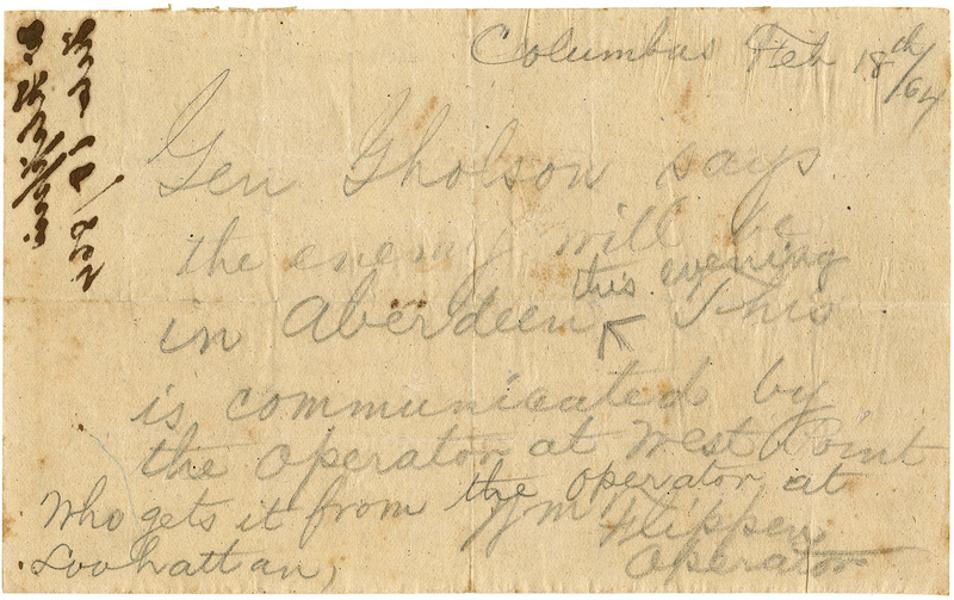 Columbus Feb 18th/64
Gen Gholson says
the enemy will be
in Aberdeen this evening This
is communicated by
the Operator at West Point
who gets it from the operator at
Loohattan,
Wm Flippen
Operator